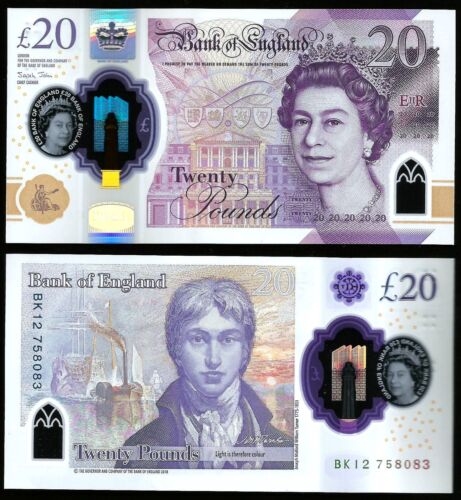 £20
LONDON
FOR THE GOVERNOR AND COMPANY
OF THE BANK OF ENGLAND
Sarah John
CHIEF CASHIER
Bank of England
I PROMISE TO PAY THE BEARER ON DEMAND THE SUM OF TWENTY POUNDS
20
EIIR
£20 BANK OF ENGLAND £20 BANK OF ENGLAND
£
Twenty
Pounds
TWENTY
20 20 20 20 20
Bank of England
20
£20
BK12 758083
Twenty Pounds
Light is therefore colour
Joseph Mallord William Turner 1775-1851
© THE GOVERNOR AND COMPANY OF THE BANK OF ENGLAND 2018
BK12 758083